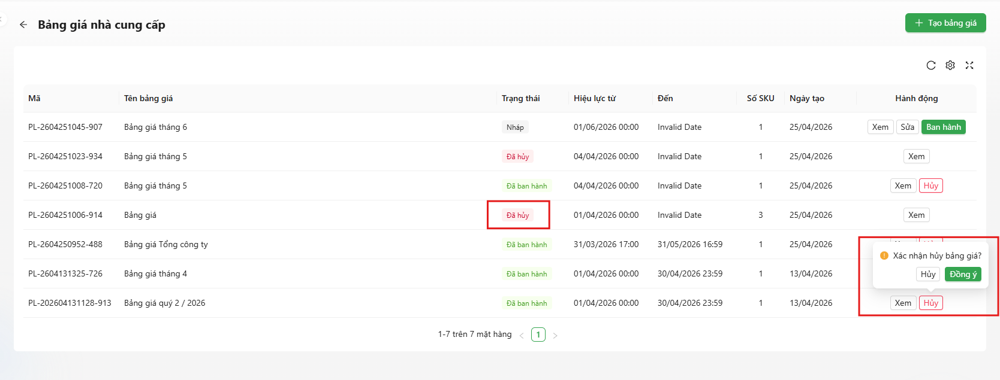 Bảng giá nhà cung cấp
Tạo bảng giá
Mã Tên bảng giá Trạng thái Hiệu lực từ Đến Số SKU Ngày tạo Hành động
PL-2604251045-907 Bảng giá tháng 6 Nháp 01/06/2026 00:00 Invalid Date 1 25/04/2026 Xem Sửa Ban hành
PL-2604251023-934 Bảng giá tháng 5 Đã hủy 04/04/2026 00:00 Invalid Date 1 25/04/2026 Xem
PL-2604251008-720 Bảng giá tháng 5 Đã ban hành 04/04/2026 00:00 Invalid Date 1 25/04/2026 Xem Hủy
PL-2604251006-914 Bảng giá Đã hủy 01/04/2026 00:00 Invalid Date 3 25/04/2026 Xem
PL-2604250952-488 Bảng giá Tổng công ty Đã ban hành 31/03/2026 17:00 31/05/2026 16:59 1 25/04/2026
Xác nhận hủy bảng giá?
PL-2604131325-726 Bảng giá tháng 4 Đã ban hành 01/04/2026 00:00 30/04/2026 23:59 1 13/04/2026 Hủy Đồng ý
PL-202604131128-913 Bảng giá quý 2 / 2026 Đã ban hành 01/04/2026 00:00 30/04/2026 23:59 1 13/04/2026 Xem Hủy
1-7 trên 7 mặt hàng 1